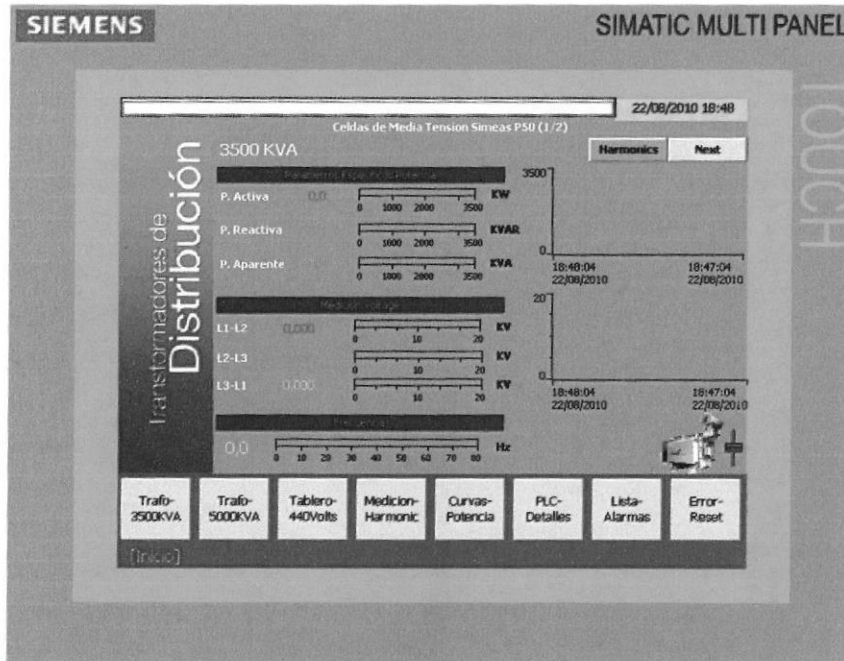 SIEMENS
SIMATIC MULTI PANEL
TOUCH
22/08/2010 18:48
Celdas de Media Tension Simeas P50 (1/2)
Transformadores de
Distribución
3500 KVA
Harmonics Next
P. Activa 0,0 KW
0 1000 2000 3500
P. Reactiva KVAR
0 1000 2000 3500
P. Aparente KVA
0 1000 2000 3500
3500
0
18:48:04 18:47:04
22/08/2010 22/08/2010
Medicion Voltage
L1-L2 0,000 KV
0 10 20
L2-L3 KV
0 10 20
L3-L1 0,000 KV
0 10 20
20
0
18:48:04 18:47:04
22/08/2010 22/08/2010
Frecuencia
0,0 Hz
0 10 20 30 40 50 60 70 80
Trafo-
3500KVA
Trafo-
5000KVA
Tablero-
440Volts
Medicion-
Harmonic
Curvas-
Potencia
PLC-
Detalles
Lista-
Alarmas
Error-
Reset
[Inicio]